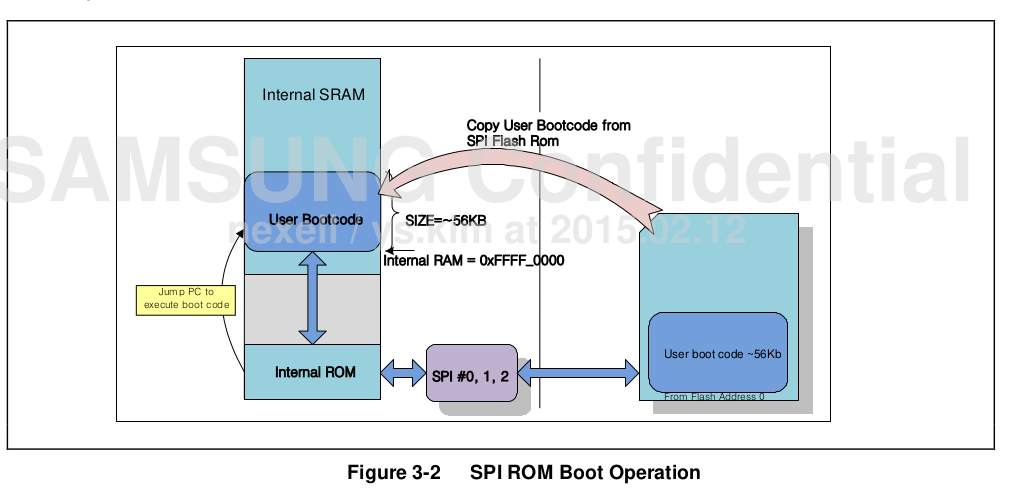 Internal SRAM
Copy User Bootcode from
SPI Flash Rom
SAMSUNG Confidential
User Bootcode
SIZE=~56KB
nexell / ys.kim at 2015.02.12
Internal RAM = 0xFFFF_0000
Jump PC to
execute boot code
User boot code ~56Kb
Internal ROM
SPI #0, 1, 2
From Flash Address 0
Figure 3-2 SPI ROM Boot Operation